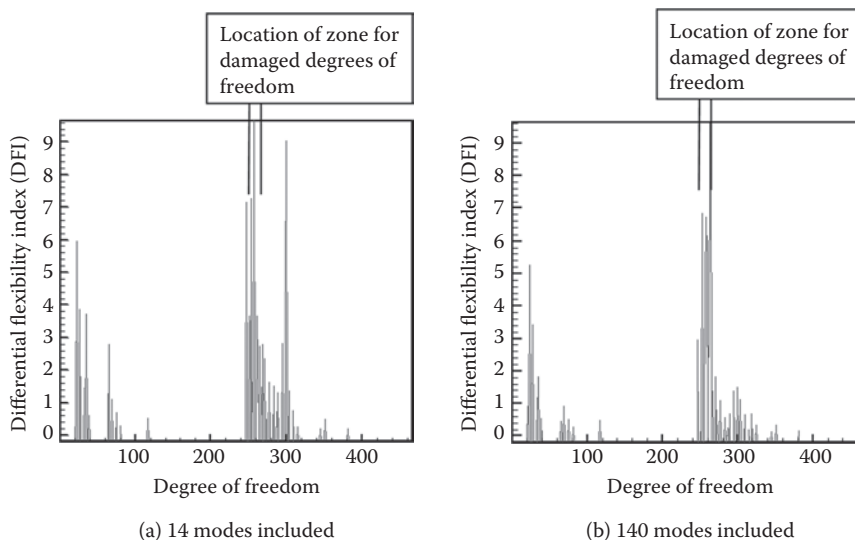 Location of zone for
damaged degrees of
freedom
Differential flexibility index (DFI)
9
8
7
6
5
4
3
2
1
0
100
200
300
400
Degree of freedom
(a) 14 modes included
Location of zone for
damaged degrees of
freedom
Differential flexibility index (DFI)
9
8
7
6
5
4
3
2
1
0
100
200
300
400
Degree of freedom
(b) 140 modes included